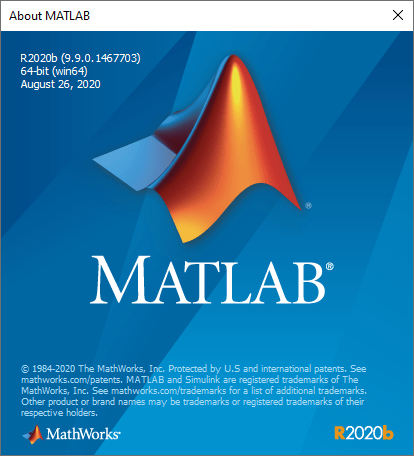 About MATLAB
R2020b (9.9.0.1467703)
64-bit (win64)
August 26, 2020
®
MATLAB®
© 1984-2020 The MathWorks, Inc. Protected by U.S and international patents. See
mathworks.com/patents. MATLAB and Simulink are registered trademarks of The
MathWorks, Inc. See mathworks.com/trademarks for a list of additional trademarks.
Other product or brand names may be trademarks or registered trademarks of their
respective holders.
MathWorks®
R2020b